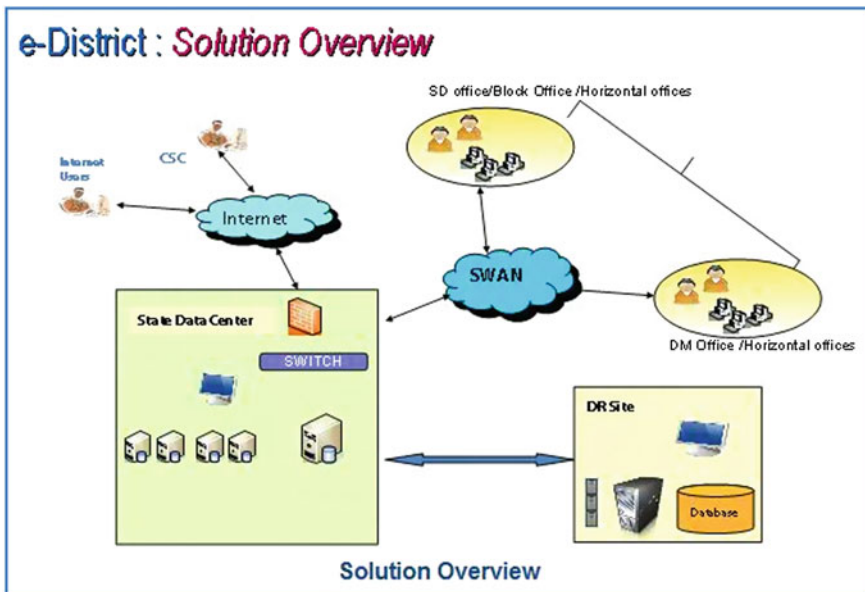 e-District : Solution Overview
SD office/Block Office /Horizontal offices
CSC
Internet
Users
Internet
SWAN
State Data Center
SWITCH
DM Office /Horizontal offices
DR Site
Database
Solution Overview